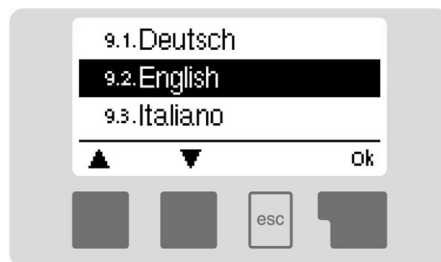 9.1.Deutsch
9.2.English
9.3.Italiano
▲ ▼ Ok
esc